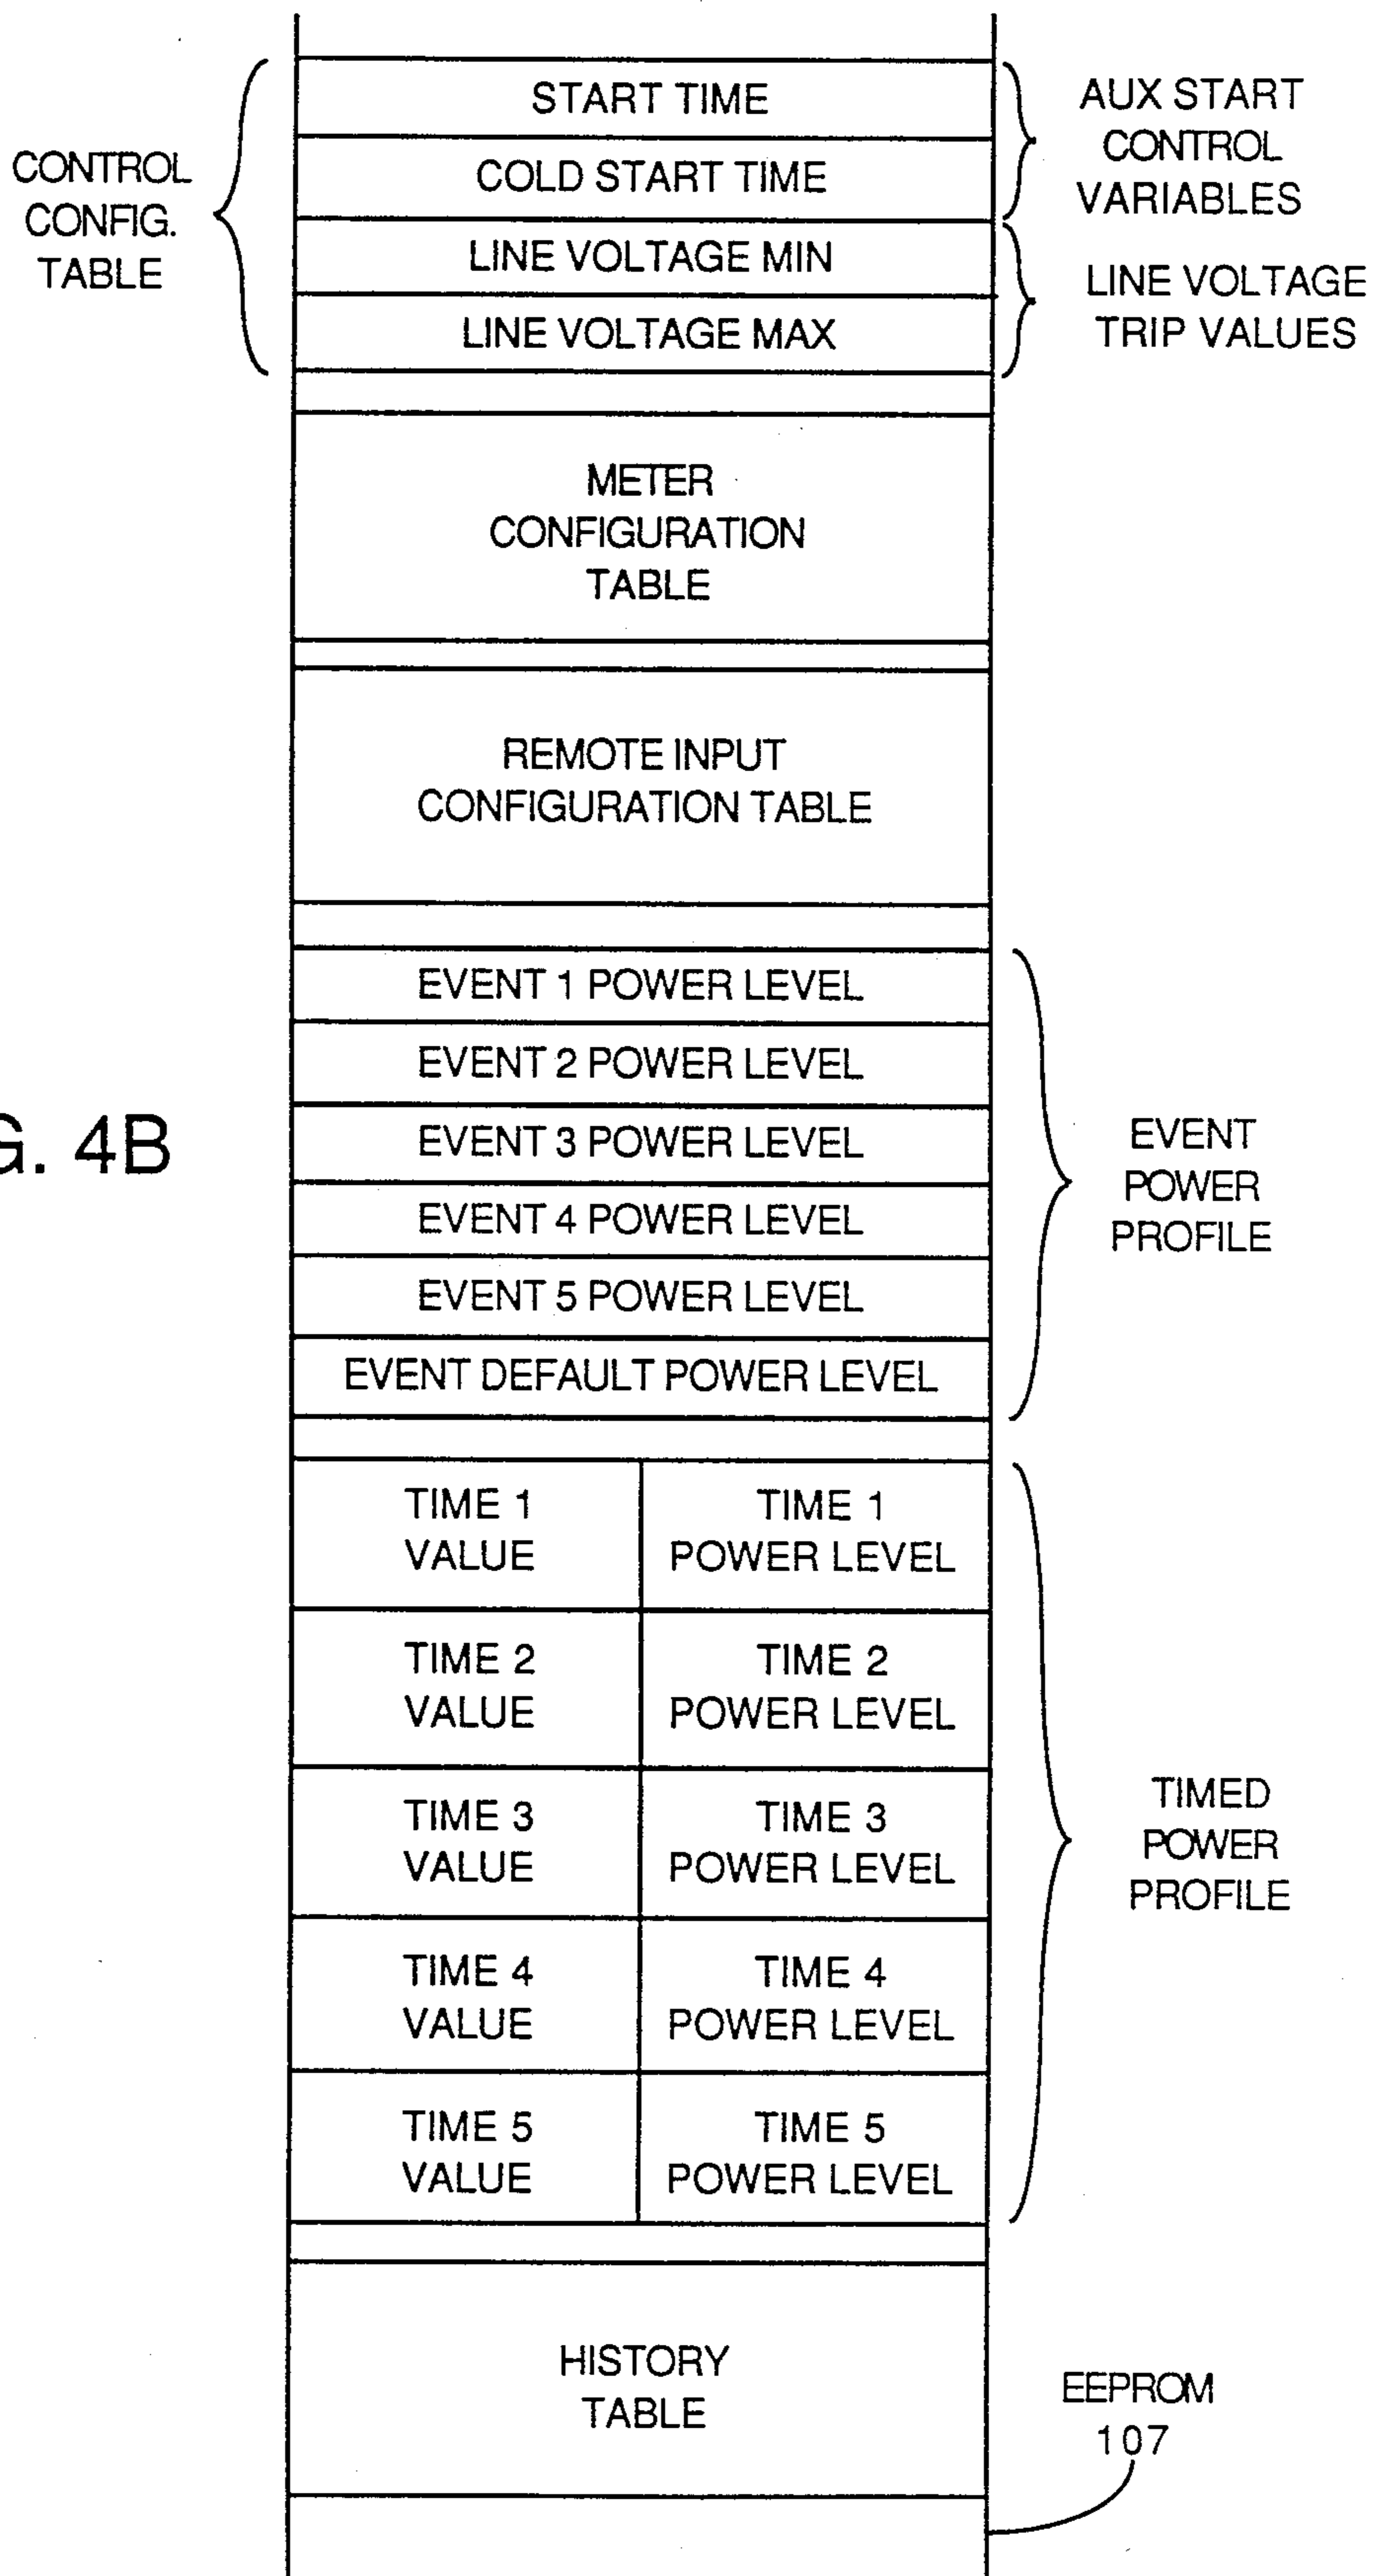 START TIME
COLD START TIME
LINE VOLTAGE MIN
LINE VOLTAGE MAX
CONTROL
CONFIG.
TABLE
AUX START
CONTROL
VARIABLES
LINE VOLTAGE
TRIP VALUES
METER
CONFIGURATION
TABLE
REMOTE INPUT
CONFIGURATION TABLE
EVENT 1 POWER LEVEL
EVENT 2 POWER LEVEL
EVENT 3 POWER LEVEL
EVENT 4 POWER LEVEL
EVENT 5 POWER LEVEL
EVENT DEFAULT POWER LEVEL
G. 4B
EVENT
POWER
PROFILE
TIME 1
VALUE
TIME 1
POWER LEVEL
TIME 2
VALUE
TIME 2
POWER LEVEL
TIME 3
VALUE
TIME 3
POWER LEVEL
TIME 4
VALUE
TIME 4
POWER LEVEL
TIME 5
VALUE
TIME 5
POWER LEVEL
TIMED
POWER
PROFILE
HISTORY
TABLE
EEPROM
107